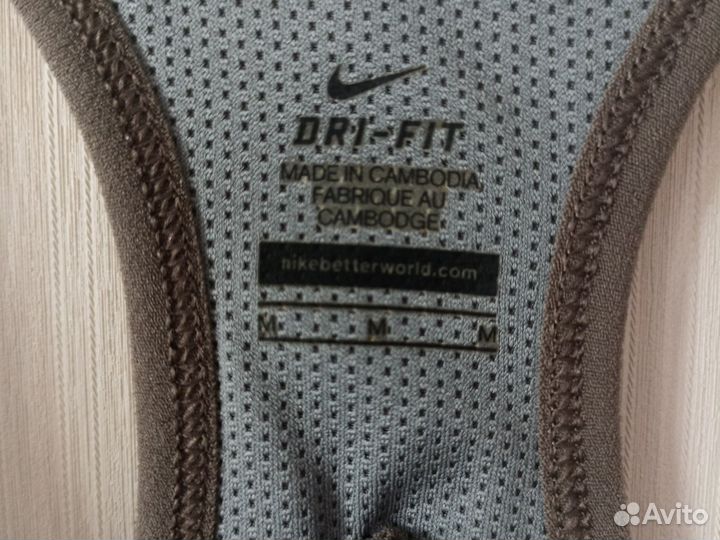 DRI-FIT
MADE IN CAMBODIA
FABRIQUE AU
CAMBODGE
nikebetterworld.com
M M M
Avito